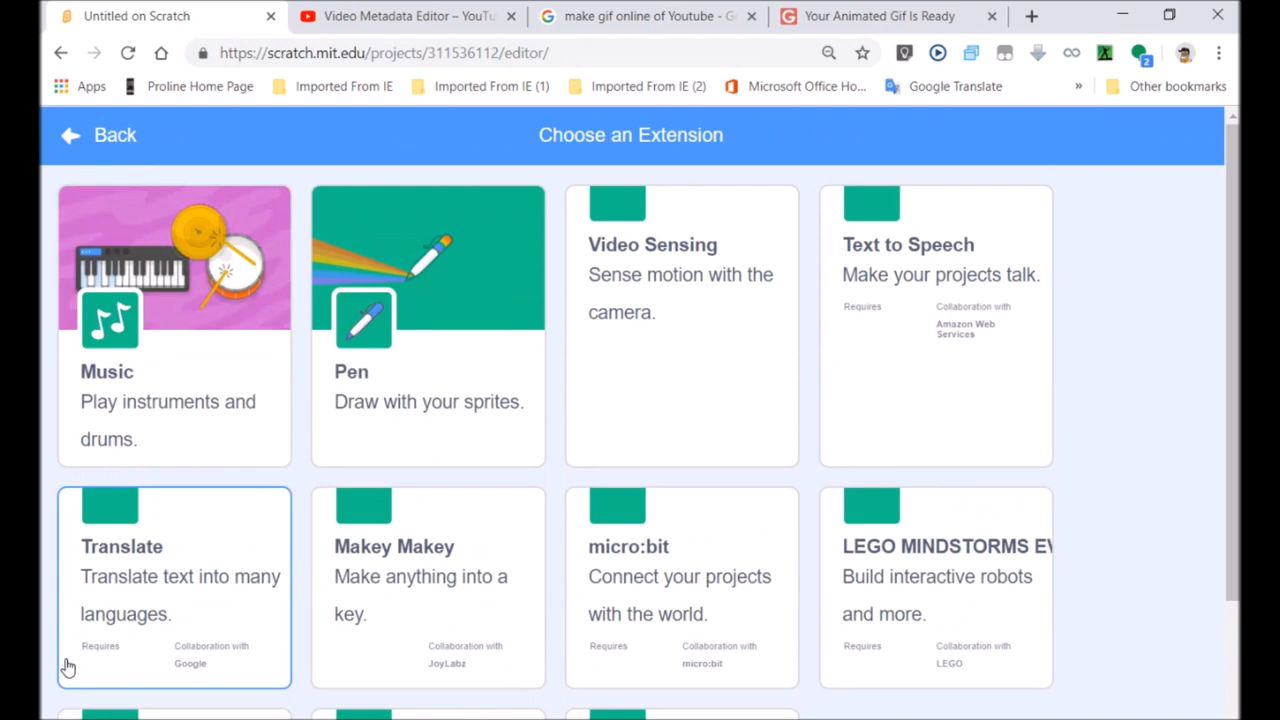 Untitled on Scratch
Video Metadata Editor – YouTu
make gif online of Youtube - G
Your Animated Gif Is Ready
https://scratch.mit.edu/projects/311536112/editor/
2
Apps
Proline Home Page
Imported From IE
Imported From IE (1)
Imported From IE (2)
Microsoft Office Ho...
Google Translate
»
Other bookmarks
Back
Choose an Extension
Music
Play instruments and
drums.
Pen
Draw with your sprites.
Video Sensing
Sense motion with the
camera.
Text to Speech
Make your projects talk.
Requires
Collaboration with
Amazon Web
Services
Translate
Translate text into many
languages.
Requires
Collaboration with
Google
Makey Makey
Make anything into a
key.
Collaboration with
JoyLabz
micro:bit
Connect your projects
with the world.
Requires
Collaboration with
micro:bit
LEGO MINDSTORMS EV
Build interactive robots
and more.
Requires
Collaboration with
LEGO